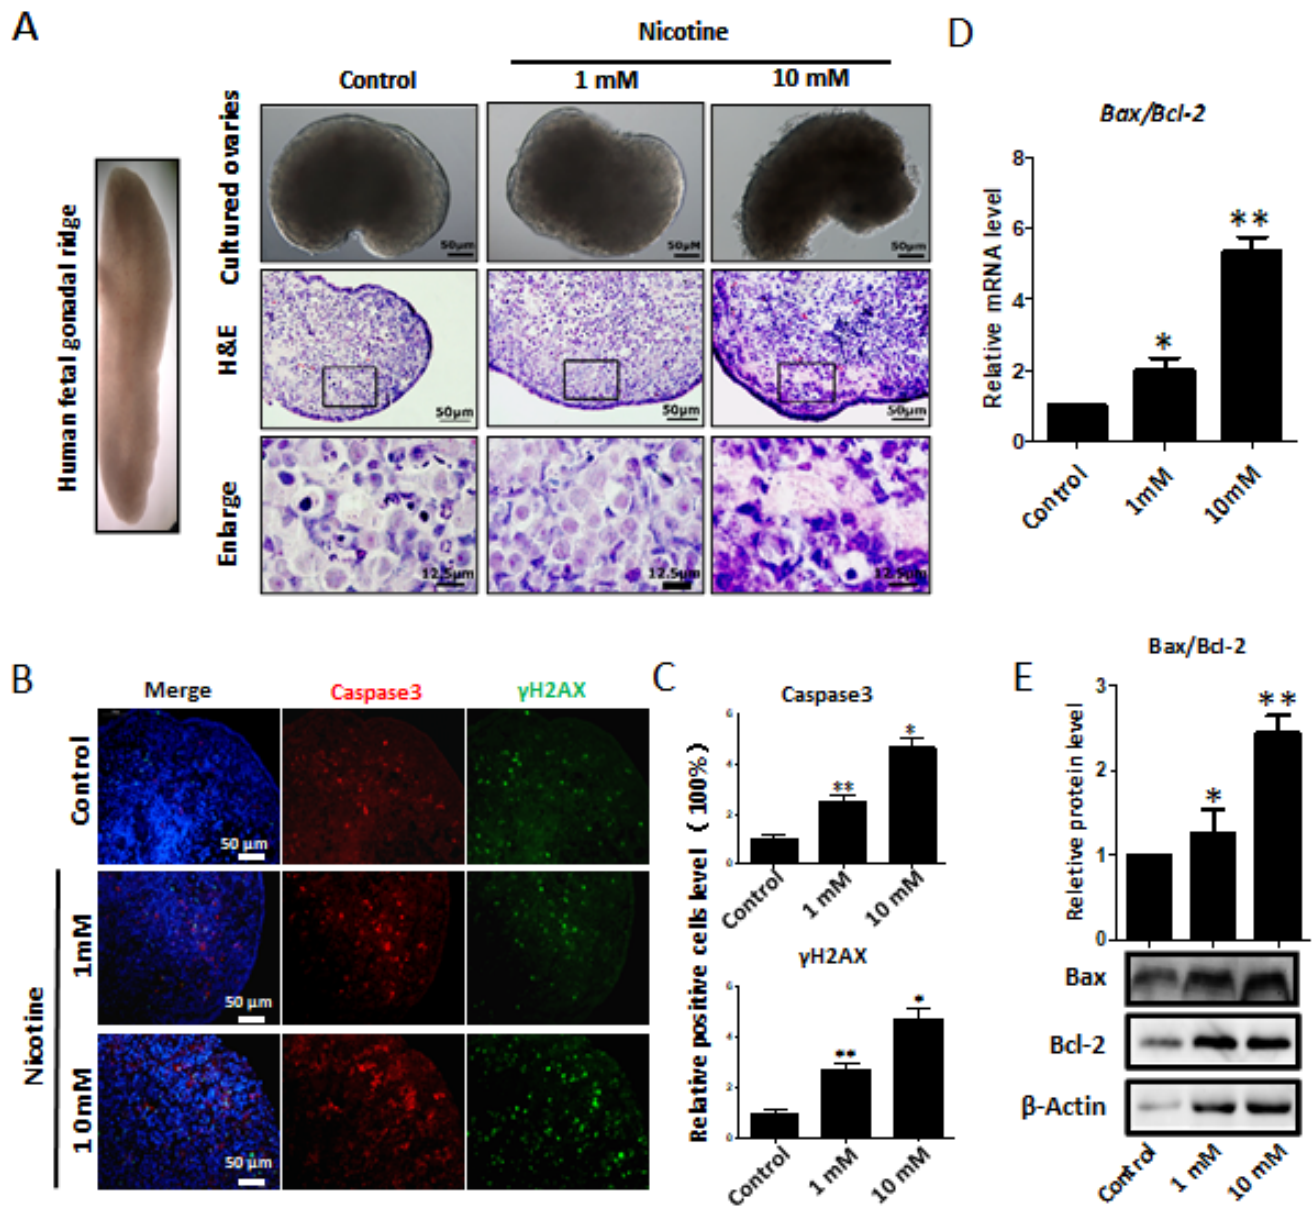 A
Nicotine
Control
1 mM
10 mM
Human fetal gonadal ridge
Cultured ovaries
50μm
50μM
50μm
H&E
50μm
50μm
50μm
Enlarge
12.5μm
12.5μm
12.5μm
D
Bax/Bcl-2
Relative mRNA level
8
6
4
2
0
*
**
Control
1mM
10mM
B
Merge
Caspase3
γH2AX
Control
50 μm
Nicotine
1mM
50 μm
10mM
50 μm
C
Relative positive cells level ( 100%)
Caspase3
6
4
2
0
**
*
Control
1 mM
10 mM
γH2AX
6
4
2
0
**
*
Control
1 mM
10 mM
E
Bax/Bcl-2
Reletive protein level
3
2
1
0
*
**
Bax
Bcl-2
β-Actin
Control
1 mM
10 mM